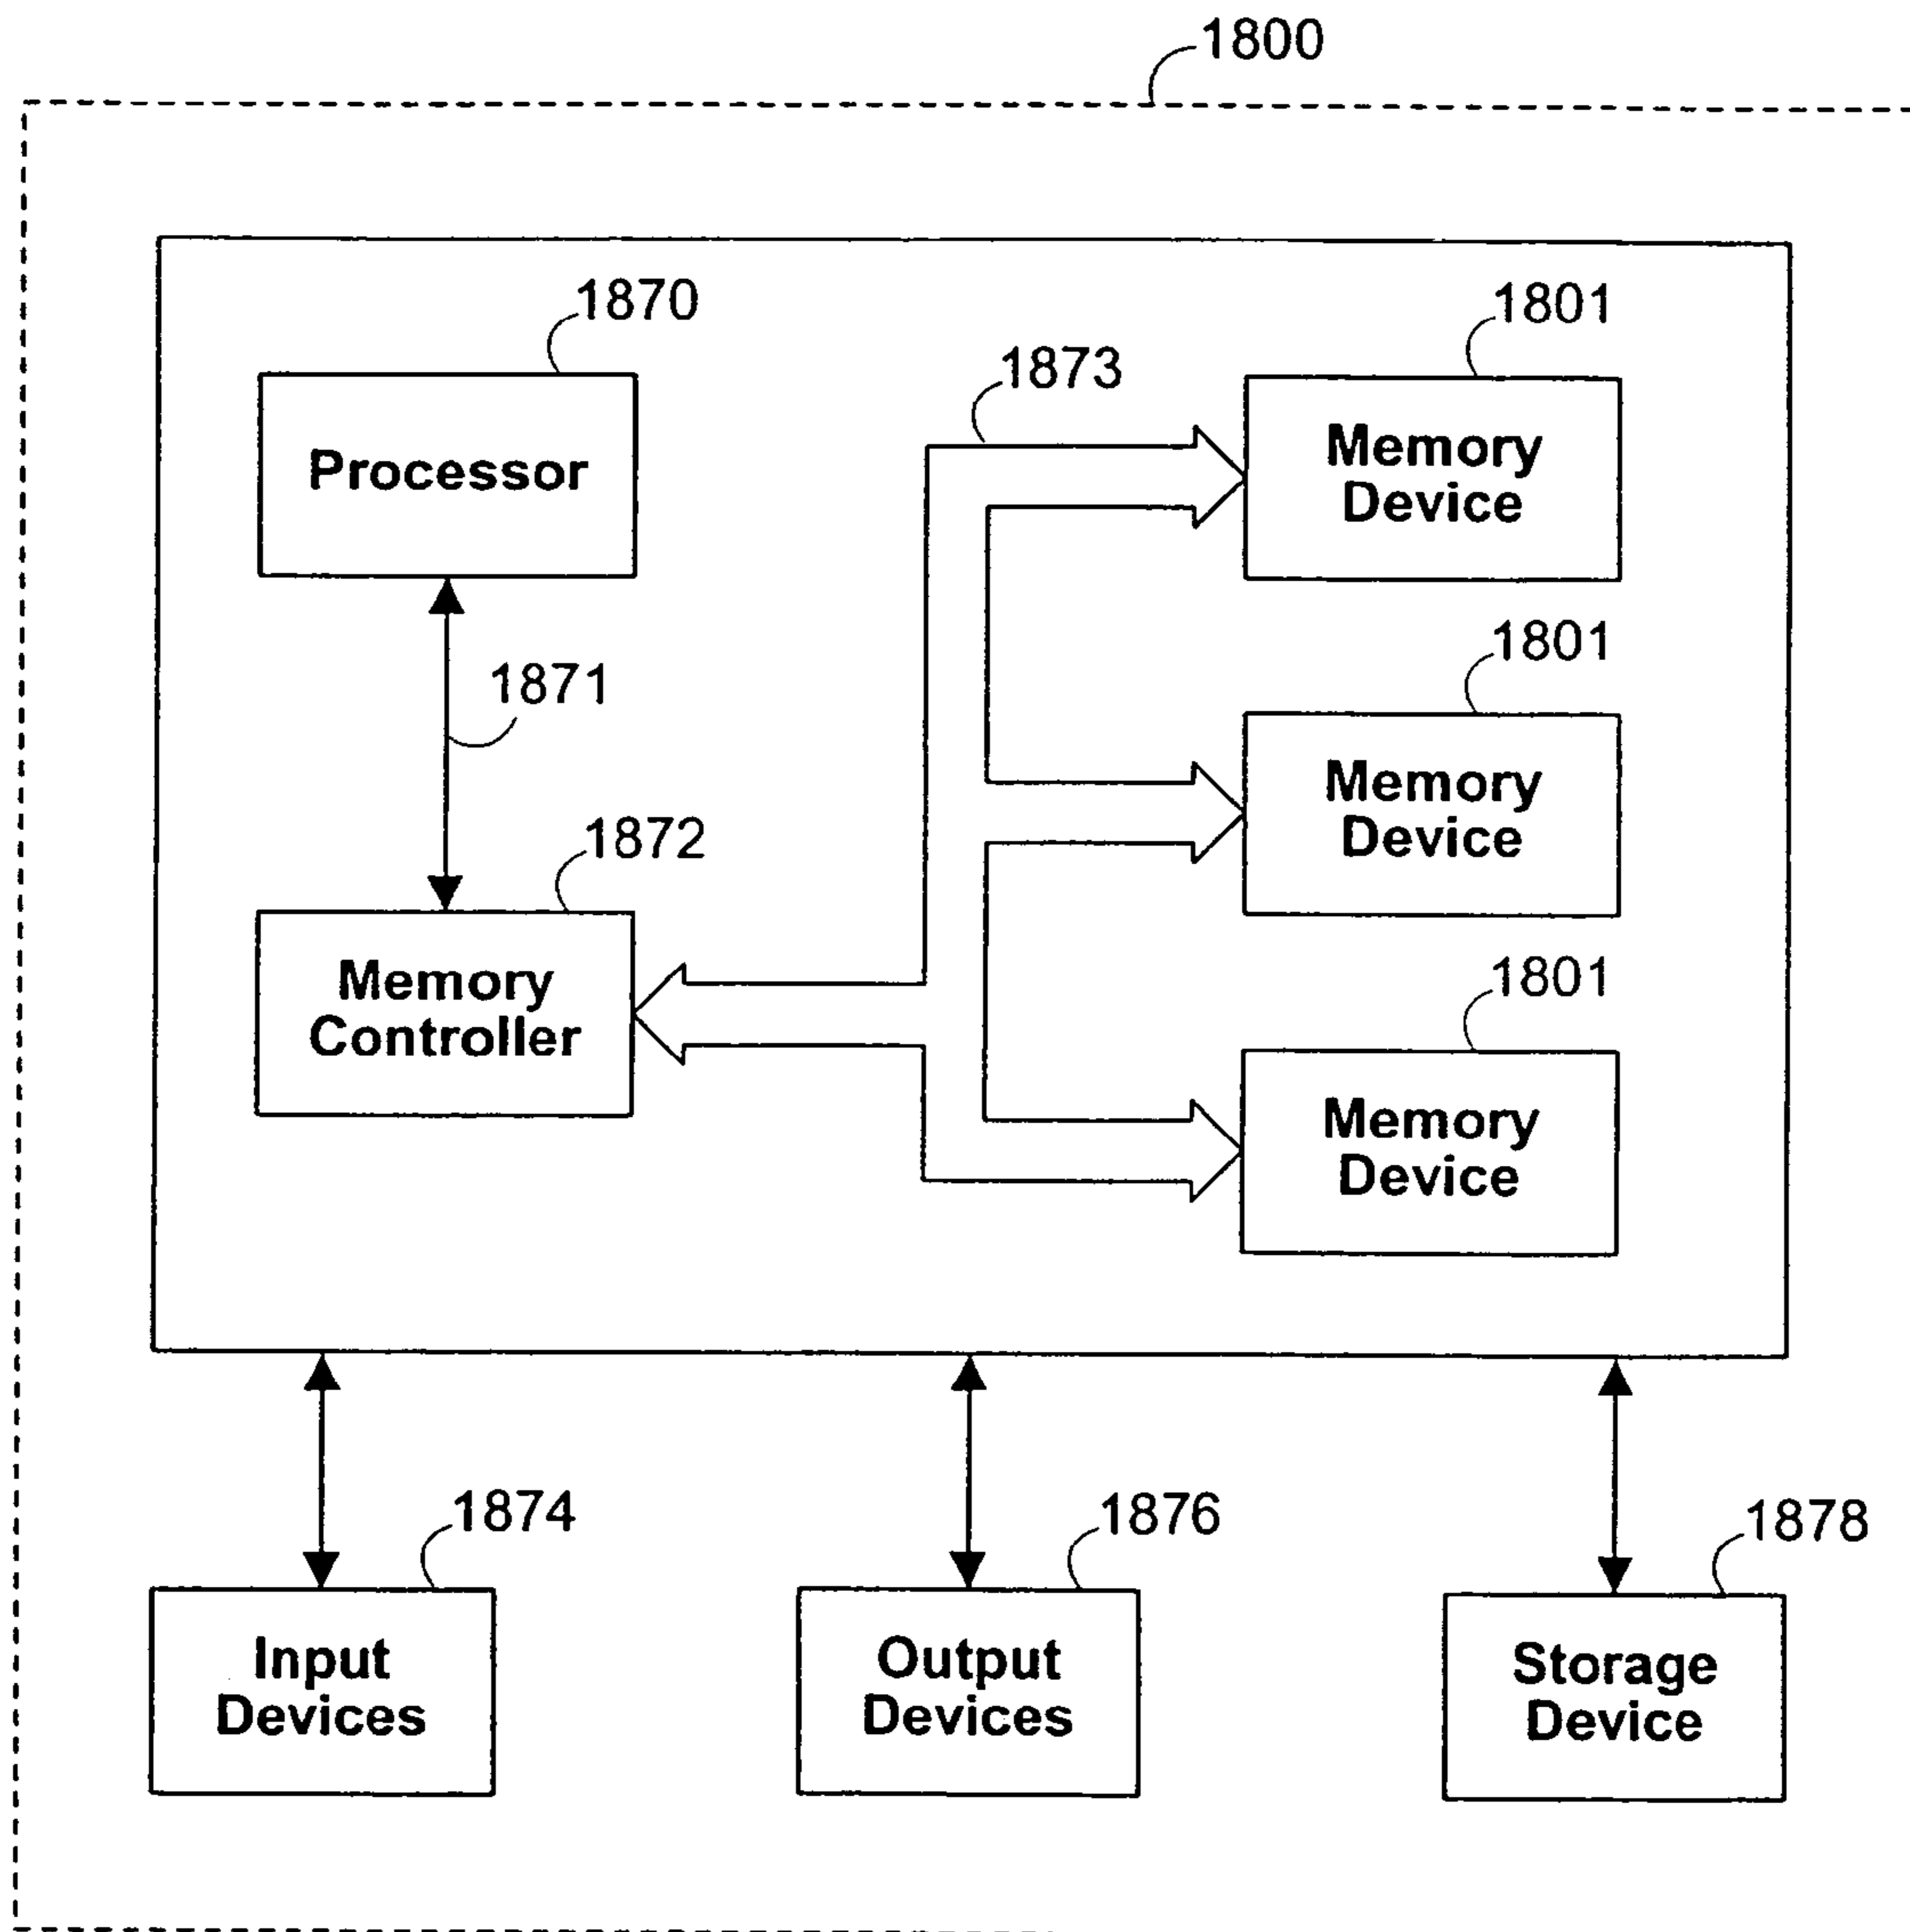 1800
1870
1801
1873
Processor
Memory
Device
1801
1871
Memory
Device
1872
Memory
Controller
1801
Memory
Device
1874
1876
1878
Input
Devices
Output
Devices
Storage
Device